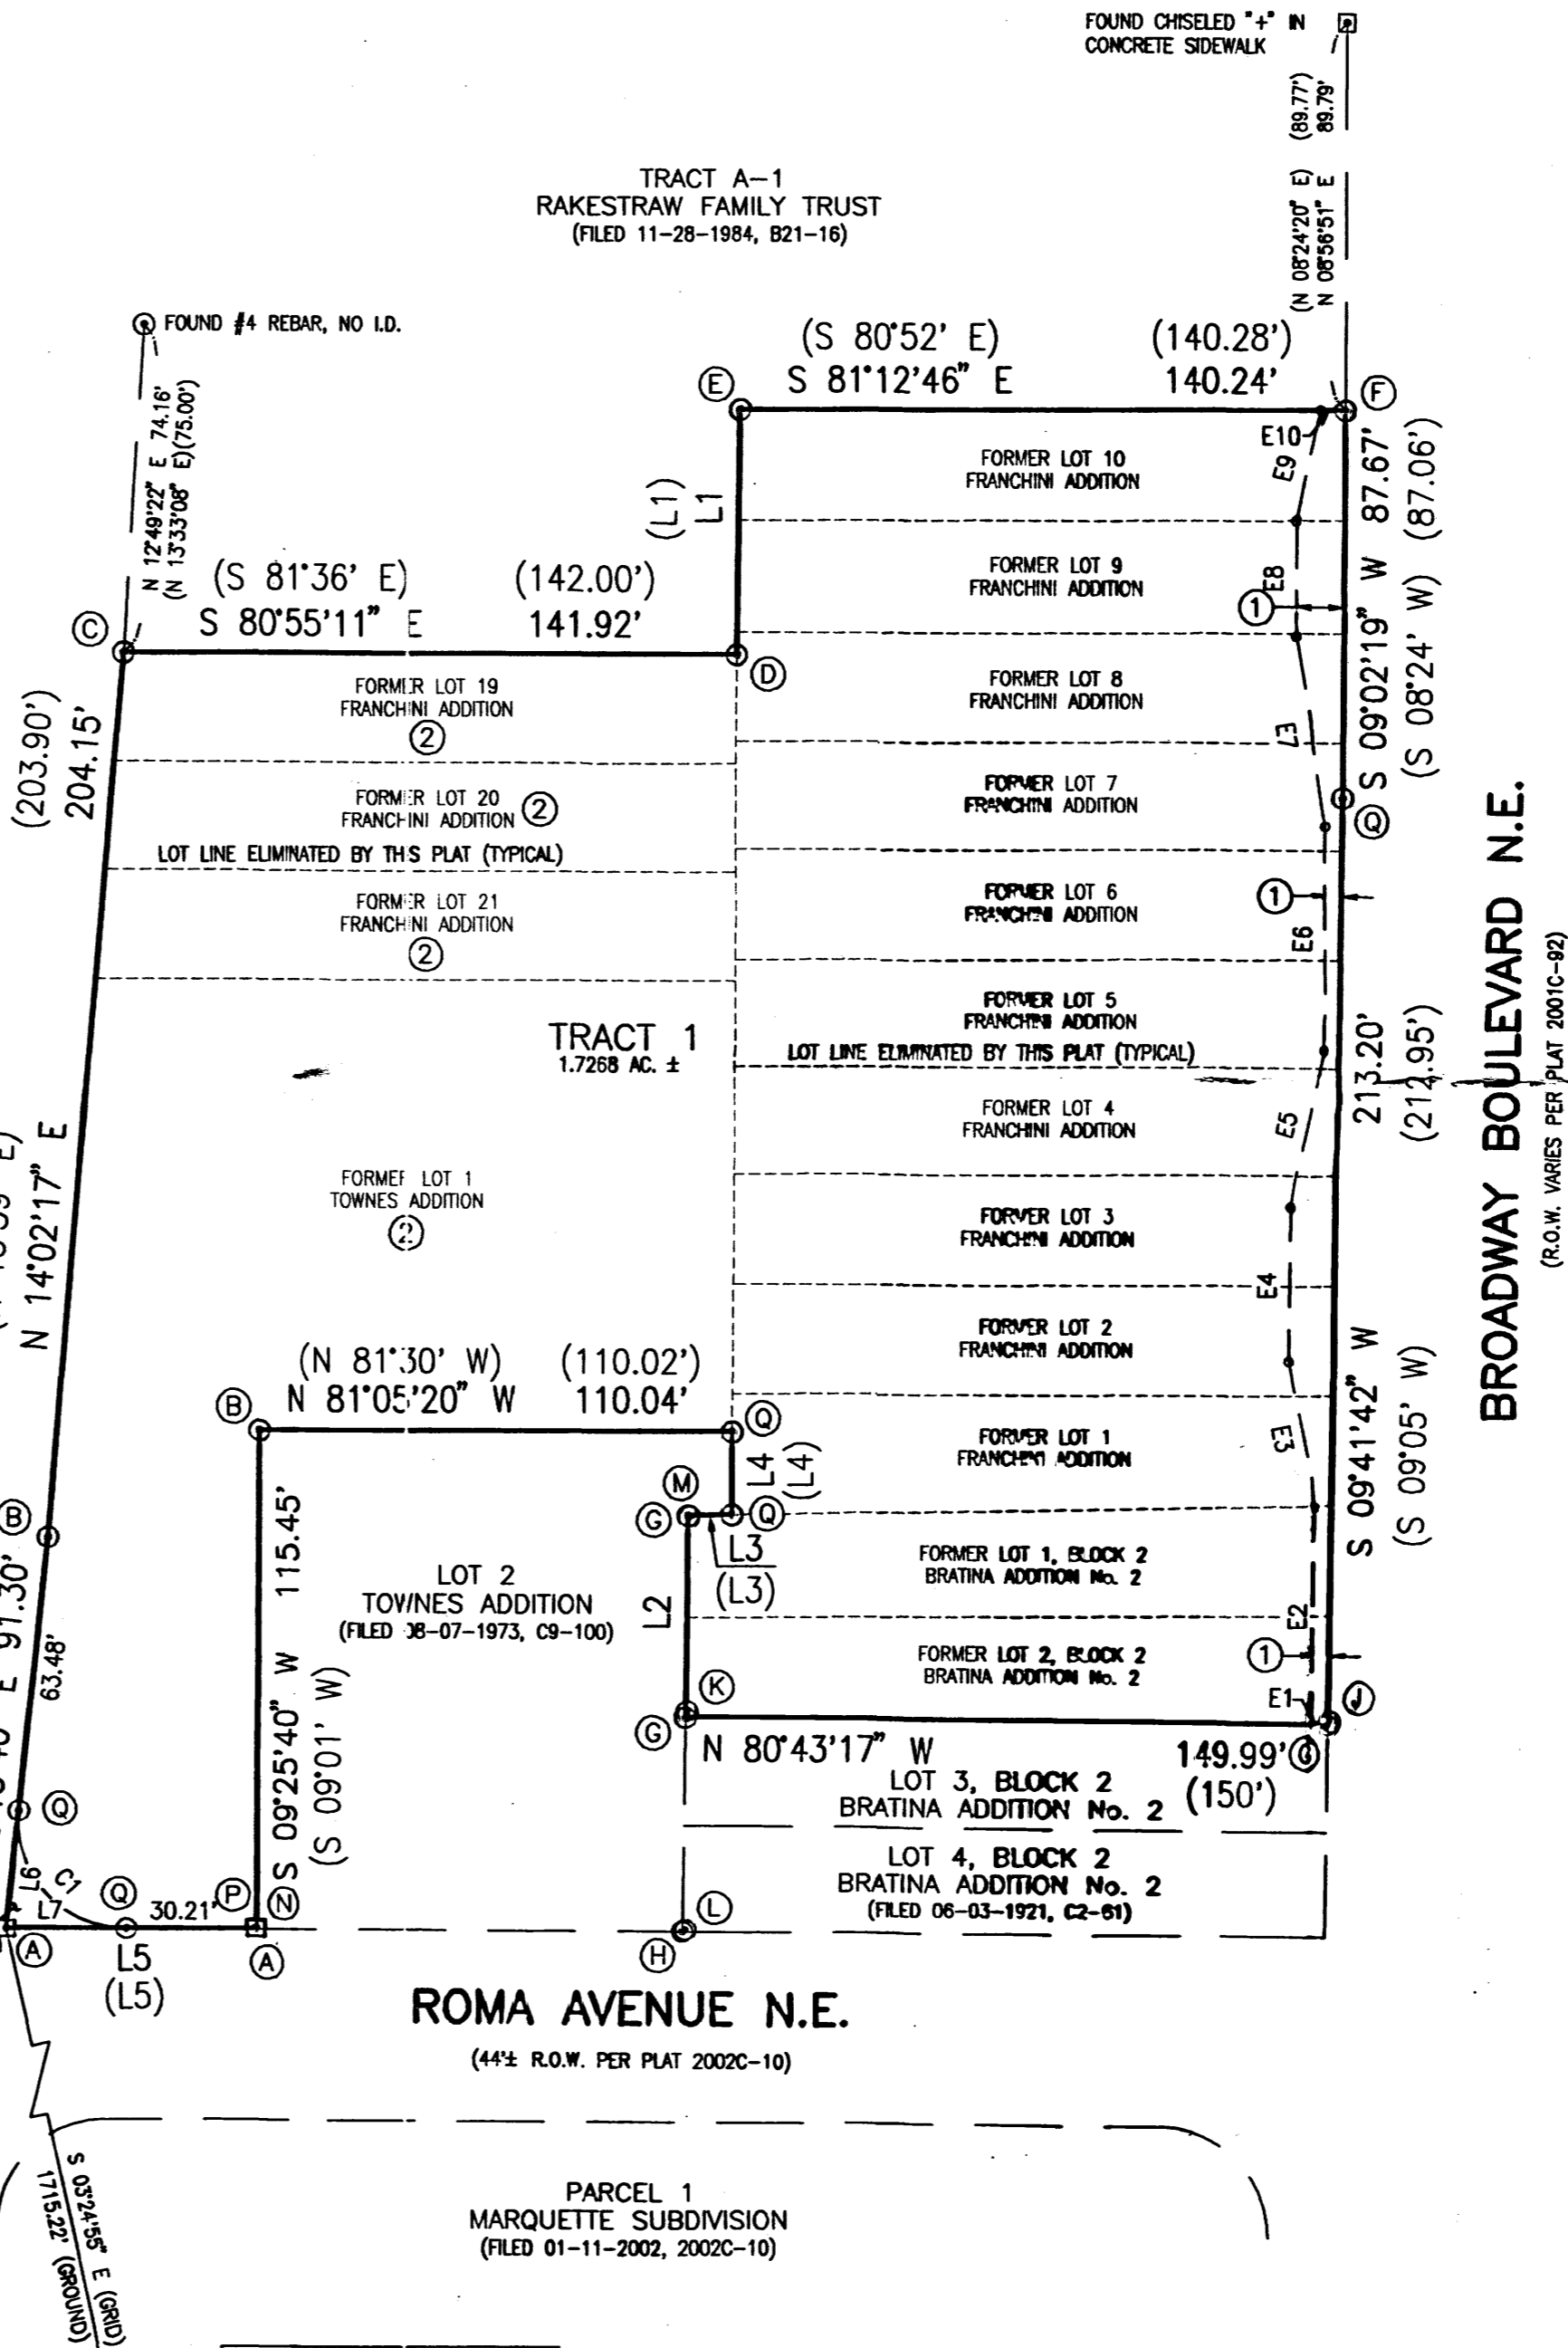 FOUND CHISELED "+" IN
CONCRETE SIDEWALK
(89.77')
89.79'
(N 08°24'20" E)
N 08°56'51" E
TRACT A-1
RAKESTRAW FAMILY TRUST
(FILED 11-28-1984, B21-16)
FOUND #4 REBAR, NO I.D.
N 12°49'22" E 74.16'
(N 13°33'08" E)(75.00')
(S 80°52' E) (140.28')
S 81°12'46" E 140.24'
E
F
E10
E9
FORMER LOT 10
FRANCHINI ADDITION
(L1)
L1
S 09°02'19" W 87.67'
(S 08°24' W) (87.06')
(S 81°36' E) (142.00')
S 80°55'11" E 141.92'
C
D
FORMER LOT 9
FRANCHINI ADDITION
E8
1
FORMER LOT 8
FRANCHINI ADDITION
E7
FORMER LOT 19
FRANCHINI ADDITION
2
(203.90')
204.15'
FORMER LOT 20
FRANCHINI ADDITION
2
FORMER LOT 7
FRANCHINI ADDITION
Q
LOT LINE ELIMINATED BY THIS PLAT (TYPICAL)
FORMER LOT 21
FRANCHINI ADDITION
2
FORMER LOT 6
FRANCHINI ADDITION
1
E6
BROADWAY BOULEVARD N.E.
(R.O.W. VARIES PER PLAT 2001C-92)
TRACT 1
1.7268 AC. ±
FORMER LOT 5
FRANCHINI ADDITION
LOT LINE ELIMINATED BY THIS PLAT (TYPICAL)
213.20'
(212.95')
N 14°02'17" E
FORMER LOT 4
FRANCHINI ADDITION
E5
FORMER LOT 1
TOWNES ADDITION
2
FORMER LOT 3
FRANCHINI ADDITION
E4
FORMER LOT 2
FRANCHINI ADDITION
(N 81°30' W) (110.02')
N 81°05'20" W 110.04'
B
Q
S 09°41'42" W
(S 09°05' W)
FORMER LOT 1
FRANCHINI ADDITION
E3
L4
(L4)
M
G
Q
L3
(L3)
B
E 91.30'
63.48'
115.45'
S 09°25'40" W
(S 09°01' W)
LOT 2
TOWNES ADDITION
(FILED 08-07-1973, C9-100)
L2
FORMER LOT 1, BLOCK 2
BRATINA ADDITION No. 2
E2
FORMER LOT 2, BLOCK 2
BRATINA ADDITION No. 2
1
E1
K
G
J
G
N 80°43'17" W 149.99'
(150')
LOT 3, BLOCK 2
BRATINA ADDITION No. 2
LOT 4, BLOCK 2
BRATINA ADDITION No. 2
(FILED 06-03-1921, C2-61)
Q
L6
C1
L7
Q
30.21'
P
N
A
L5
(L5)
A
L
H
ROMA AVENUE N.E.
(44'± R.O.W. PER PLAT 2002C-10)
S 03°24'55" E (GRID)
1715.22' (GROUND)
PARCEL 1
MARQUETTE SUBDIVISION
(FILED 01-11-2002, 2002C-10)